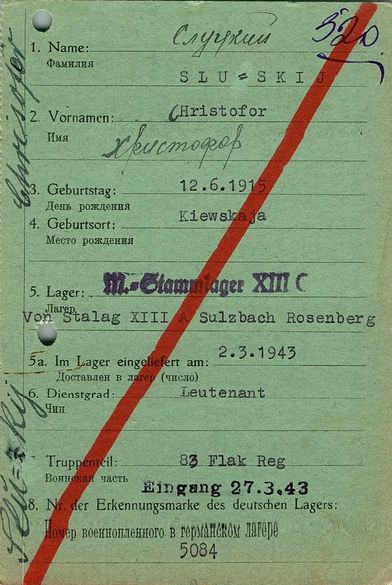 Слуцкий
520
1. Name:
Фамилия
SLU=SKIJ
2. Vornamen: Christofor
Имя
Христофор
3. Geburtstag: 12.6.1915
День рождения
4. Geburtsort: Kiewskaja
Место рождения
M.-Stammlager XIII C
5. Lager:
Лагерь
Von Stalag XIII A Sulzbach Rosenberg
5a. Im Lager eingeliefert am: 2.3.1943
Доставлен в лагерь (число)
6. Dienstgrad: Leutenant
Чин
7. Truppenteil: 83 Flak Reg
Воинская часть
Eingang 27.3.43
8. Nr. der Erkennungsmarke des deutschen Lagers:
Номер военнопленного в германском лагере
5084
Christofor